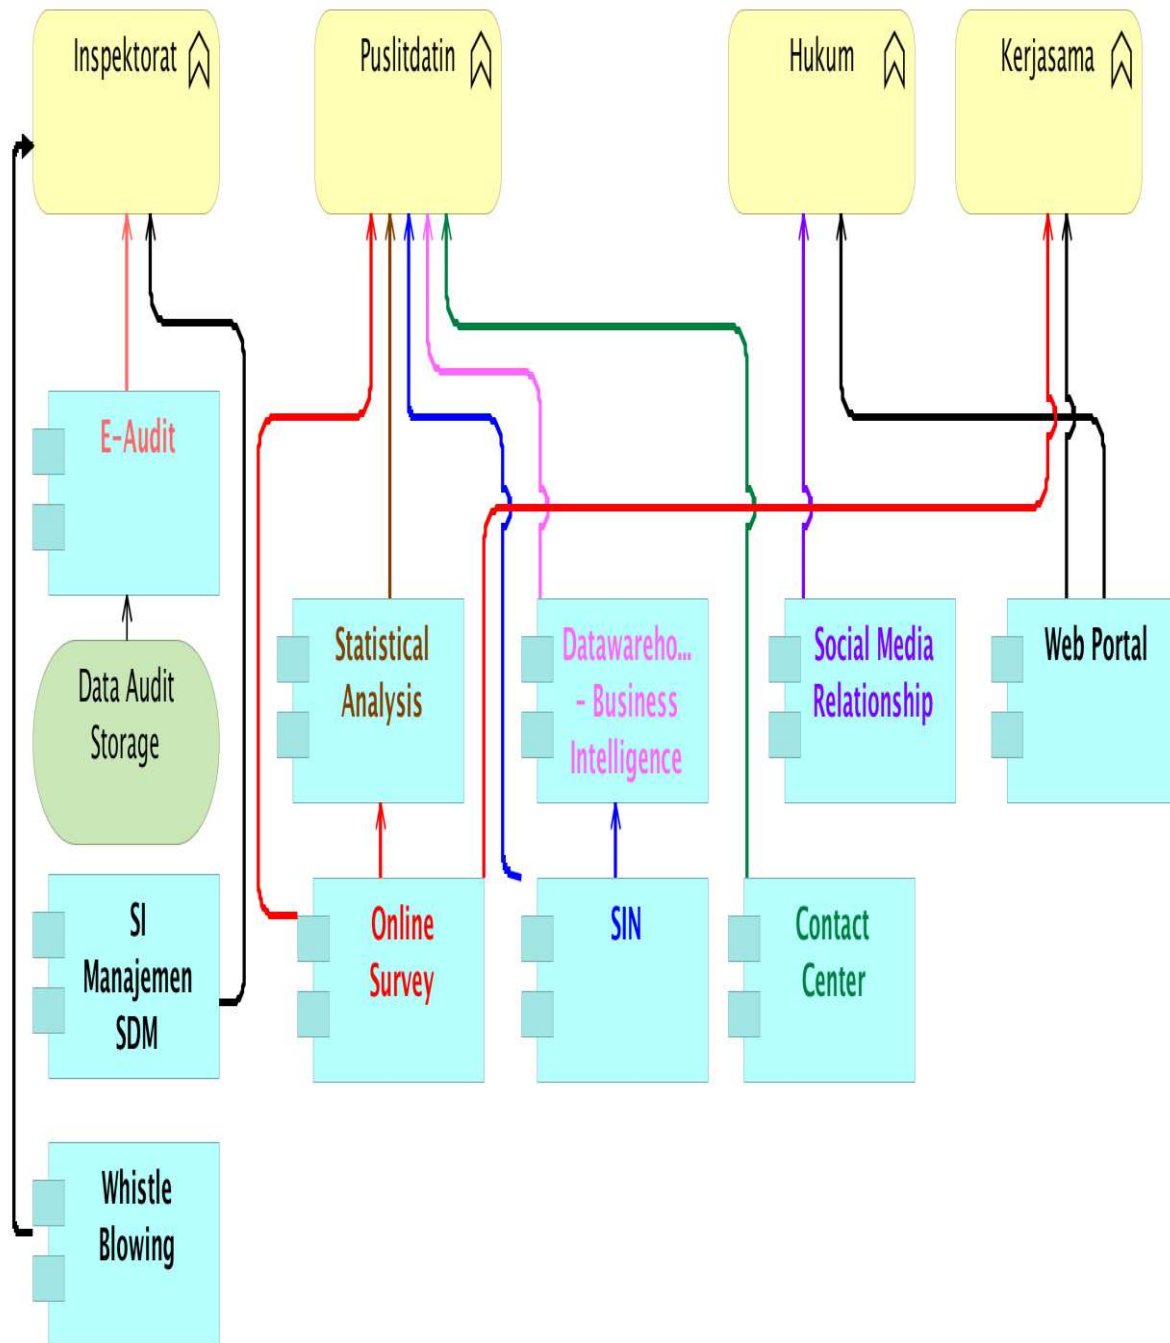 Inspektorat
Puslitdatin
Hukum
Kerjasama
E-Audit
Data Audit
Storage
Statistical
Analysis
Datawareho...
- Business
Intelligence
Social Media
Relationship
Web Portal
SI
Manajemen
SDM
Online
Survey
SIN
Contact
Center
Whistle
Blowing